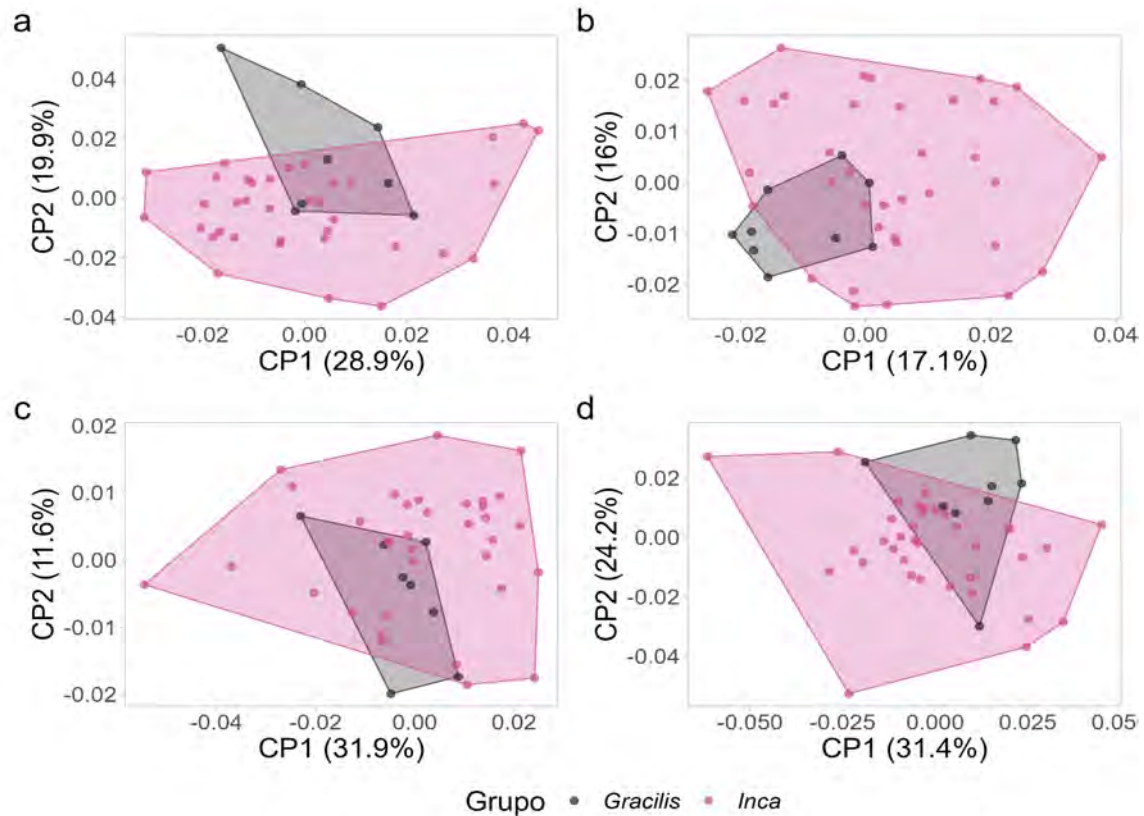 a
CP2 (19.9%)
0.04
0.02
0.00
-0.02
-0.04
-0.02 0.00 0.02 0.04
CP1 (28.9%)
b
CP2 (16%)
0.02
0.01
0.00
-0.01
-0.02
-0.02 0.00 0.02 0.04
CP1 (17.1%)
c
CP2 (111.6%)
0.02
0.01
0.00
-0.01
-0.02
-0.04 -0.02 0.00 0.02
CP1 (31.9%)
d
CP2 (24.2%)
0.02
0.00
-0.02
-0.04
-0.050 -0.025 0.000 0.025 0.05
CP1 (31.4%)
Grupo Gracilis Inca